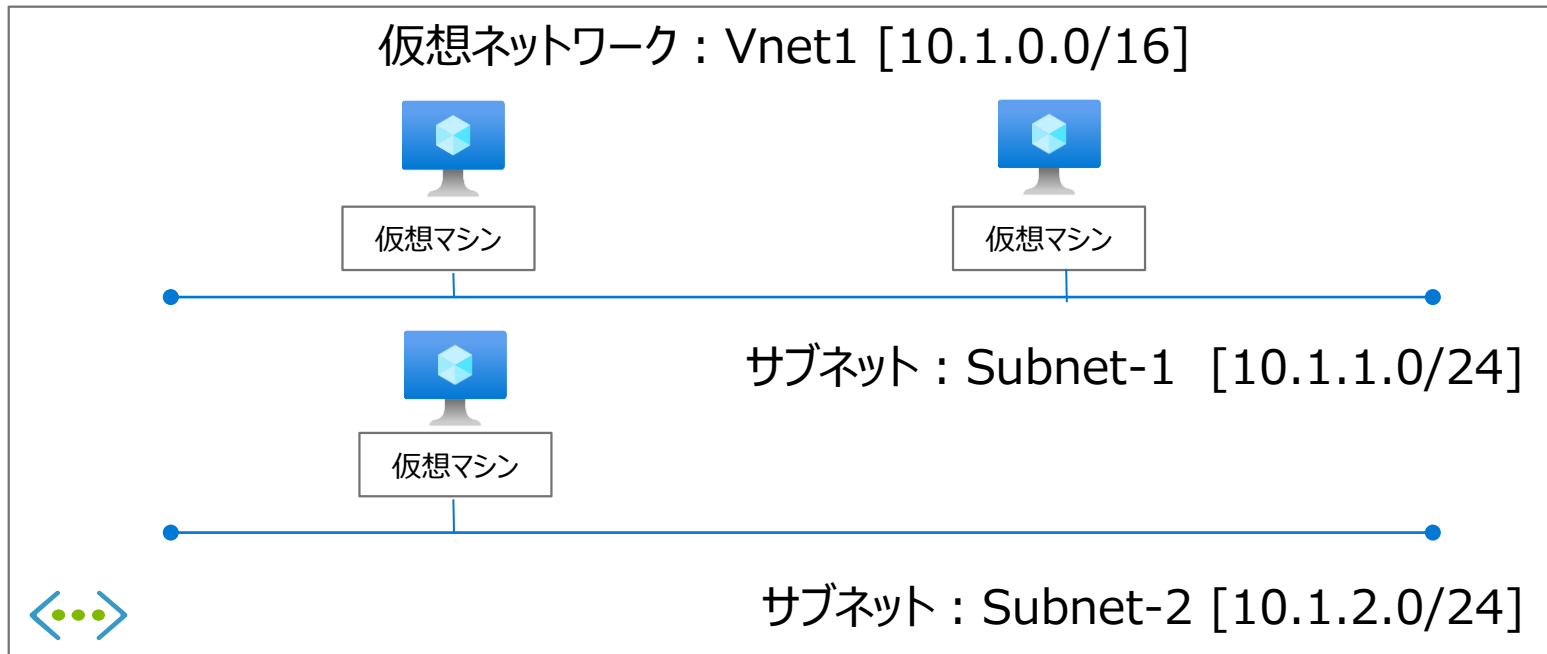 仮想ネットワーク：Vnet1 [10.1.0.0/16]
仮想マシン
仮想マシン
サブネット：Subnet-1 [10.1.1.0/24]
仮想マシン
サブネット：Subnet-2 [10.1.2.0/24]